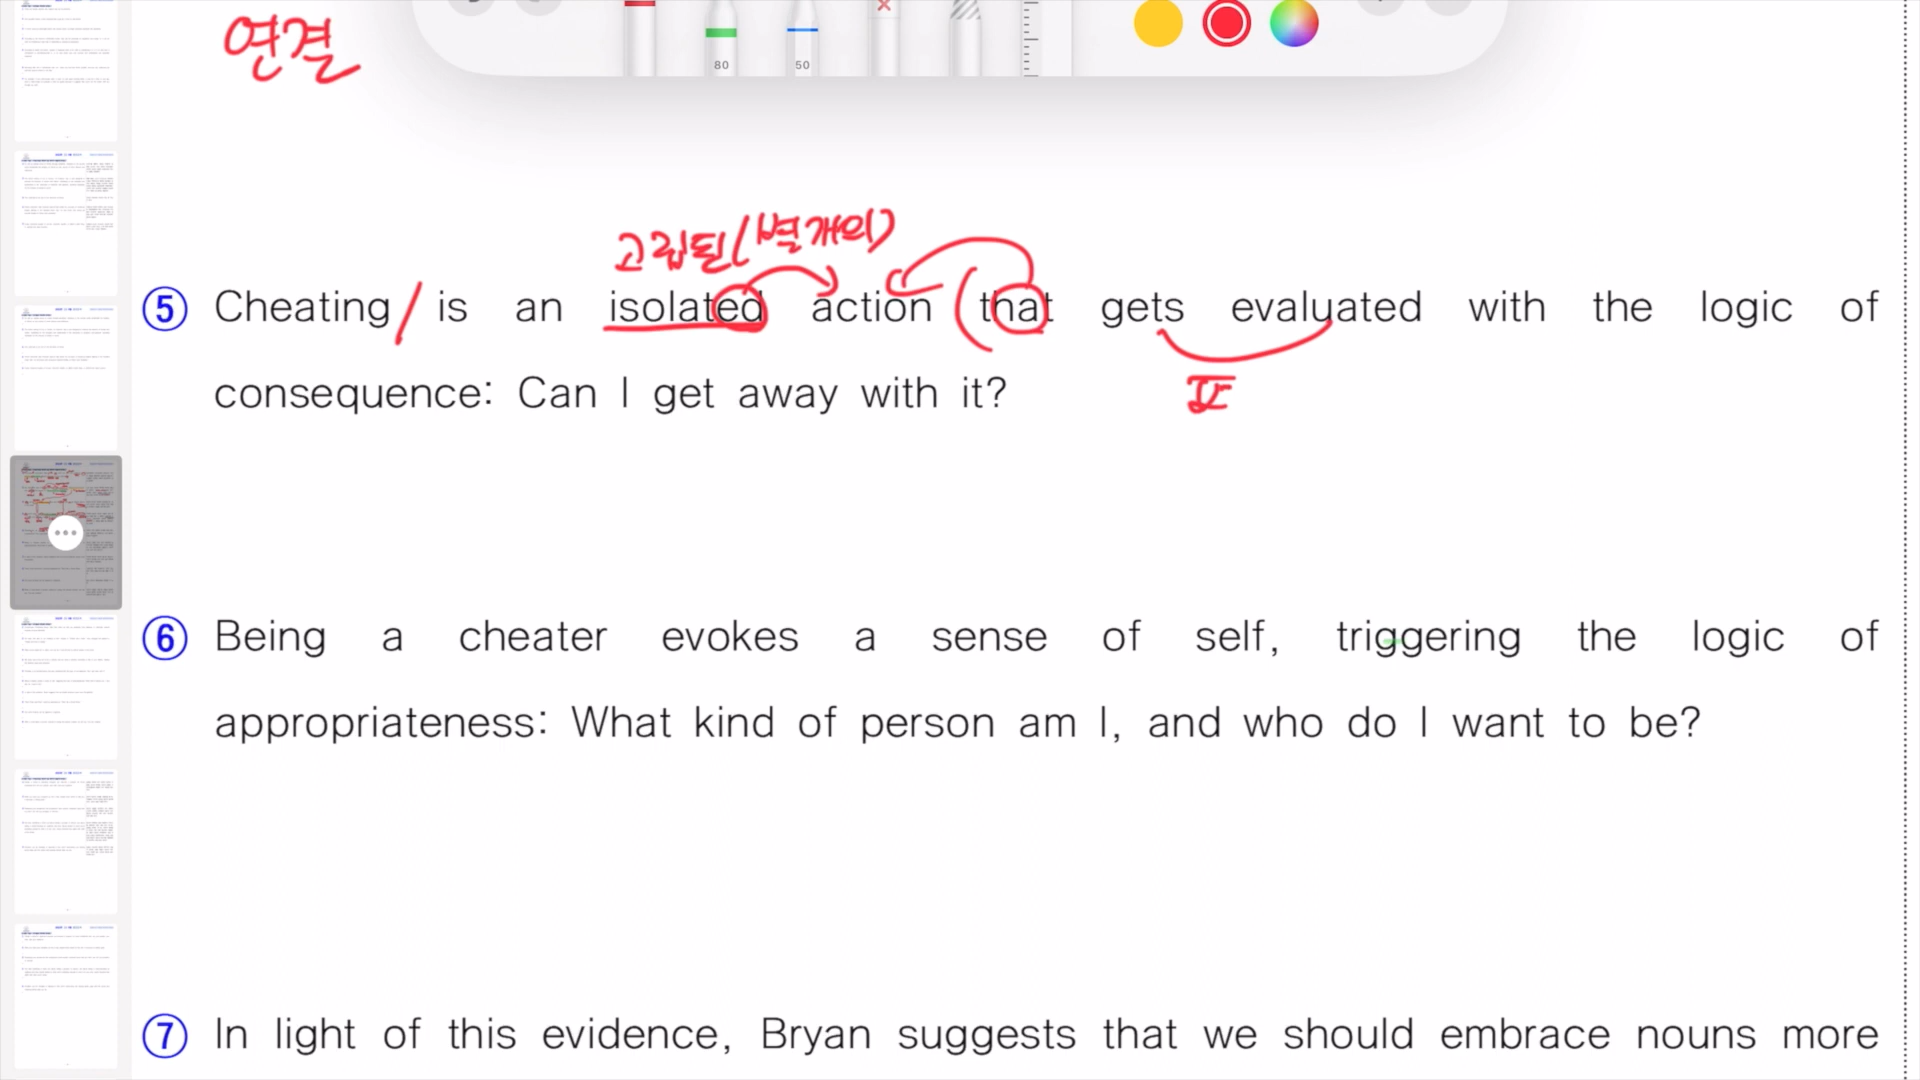 연결
80 50
고립된(별개의)
⑤ Cheating is an isolated action that gets evaluated with the logic of
consequence: Can I get away with it?
⑥ Being a cheater evokes a sense of self, triggering the logic of
appropriateness: What kind of person am I, and who do I want to be?
⑦ In light of this evidence, Bryan suggests that we should embrace nouns more